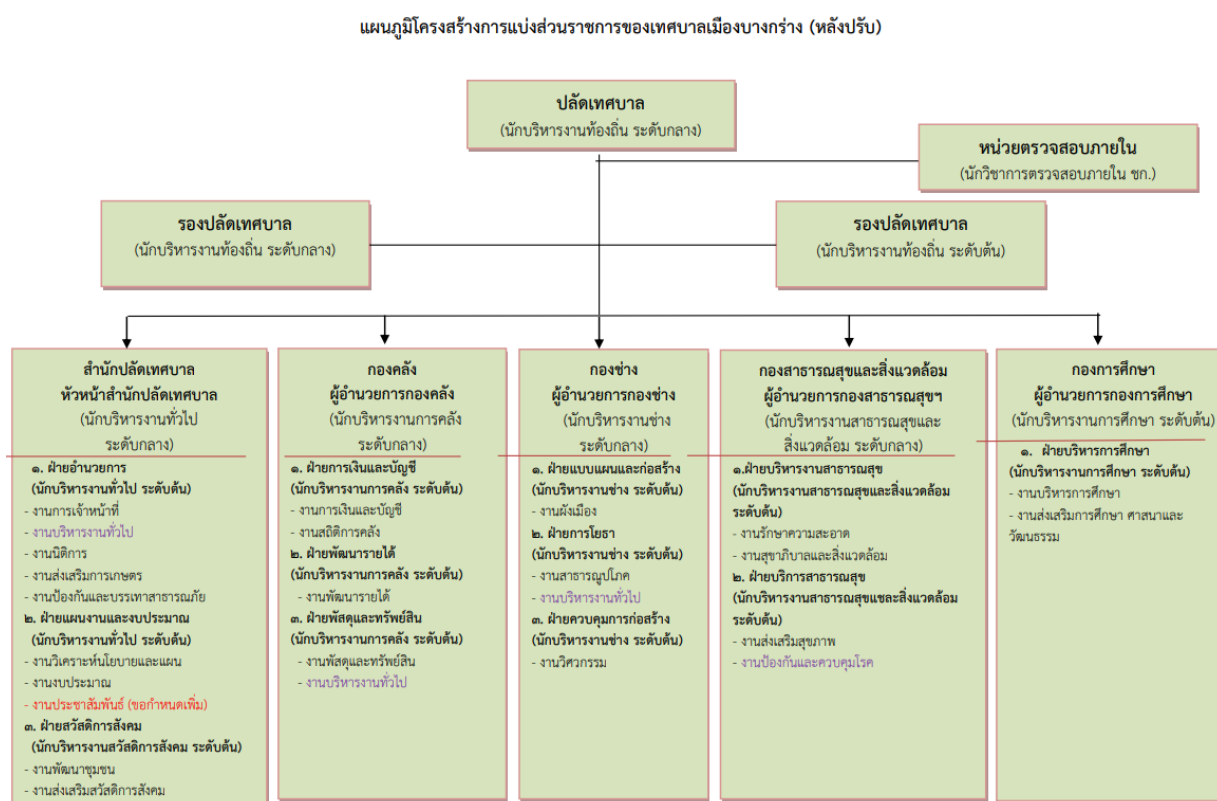 แผนภูมิโครงสร้างการแบ่งส่วนราชการของเทศบาลเมืองบางกร่าง (หลังปรับ)
ปลัดเทศบาล
(นักบริหารงานท้องถิ่น ระดับกลาง)
หน่วยตรวจสอบภายใน
(นักวิชาการตรวจสอบภายใน ชก.)
รองปลัดเทศบาล
(นักบริหารงานท้องถิ่น ระดับกลาง)
รองปลัดเทศบาล
(นักบริหารงานท้องถิ่น ระดับต้น)
สำนักปลัดเทศบาล
หัวหน้าสำนักปลัดเทศบาล
(นักบริหารงานทั่วไป
ระดับกลาง)
๑. ฝ่ายอำนวยการ
(นักบริหารงานทั่วไป ระดับต้น)
- งานการเจ้าหน้าที่
- งานบริหารงานทั่วไป
- งานนิติการ
- งานส่งเสริมการเกษตร
- งานป้องกันและบรรเทาสาธารณภัย
๒. ฝ่ายแผนงานและงบประมาณ
(นักบริหารงานทั่วไป ระดับต้น)
- งานวิเคราะห์นโยบายและแผน
- งานงบประมาณ
- งานประชาสัมพันธ์ (ขอกำหนดเพิ่ม)
๓. ฝ่ายสวัสดิการสังคม
(นักบริหารงานสวัสดิการสังคม ระดับต้น)
- งานพัฒนาชุมชน
- งานส่งเสริมสวัสดิการสังคม
กองคลัง
ผู้อำนวยการกองคลัง
(นักบริหารงานการคลัง
ระดับกลาง)
๑. ฝ่ายการเงินและบัญชี
(นักบริหารงานการคลัง ระดับต้น)
- งานการเงินและบัญชี
- งานสถิติการคลัง
๒. ฝ่ายพัฒนารายได้
(นักบริหารงานการคลัง ระดับต้น)
- งานพัฒนารายได้
๓. ฝ่ายพัสดุและทรัพย์สิน
(นักบริหารงานการคลัง ระดับต้น)
- งานพัสดุและทรัพย์สิน
- งานบริหารงานทั่วไป
กองช่าง
ผู้อำนวยการกองช่าง
(นักบริหารงานช่าง
ระดับกลาง)
๑. ฝ่ายแบบแผนและก่อสร้าง
(นักบริหารงานช่าง ระดับต้น)
- งานผังเมือง
๒. ฝ่ายการโยธา
(นักบริหารงานช่าง ระดับต้น)
- งานสาธารณูปโภค
- งานบริหารงานทั่วไป
๓. ฝ่ายควบคุมการก่อสร้าง
(นักบริหารงานช่าง ระดับต้น)
- งานวิศวกรรม
กองสาธารณสุขและสิ่งแวดล้อม
ผู้อำนวยการกองสาธารณสุขฯ
(นักบริหารงานสาธารณสุขและ
สิ่งแวดล้อม ระดับกลาง)
๑.ฝ่ายบริหารงานสาธารณสุข
(นักบริหารงานสาธารณสุขและสิ่งแวดล้อม
ระดับต้น)
- งานรักษาความสะอาด
- งานสุขาภิบาลและสิ่งแวดล้อม
๒. ฝ่ายบริการสาธารณสุข
(นักบริหารงานสาธารณสุขแชละสิ่งแวดล้อม
ระดับต้น)
- งานส่งเสริมสุขภาพ
- งานป้องกันและควบคุมโรค
กองการศึกษา
ผู้อำนวยการกองการศึกษา
(นักบริหารงานการศึกษา ระดับต้น)
๑. ฝ่ายบริหารการศึกษา
(นักบริหารงานการศึกษา ระดับต้น)
- งานบริหารการศึกษา
- งานส่งเสริมการศึกษา ศาสนาและ
วัฒนธรรม